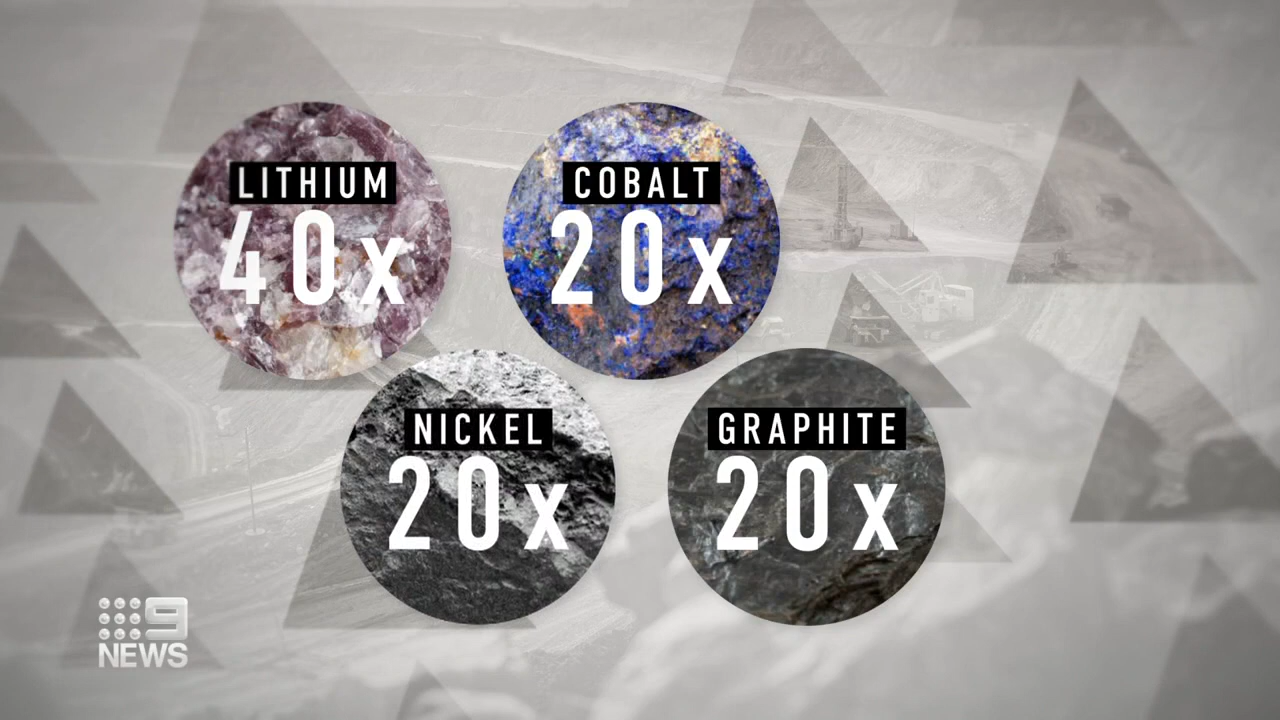 LITHIUM
40x
COBALT
20x
NICKEL
20x
GRAPHITE
20x
9
NEWS